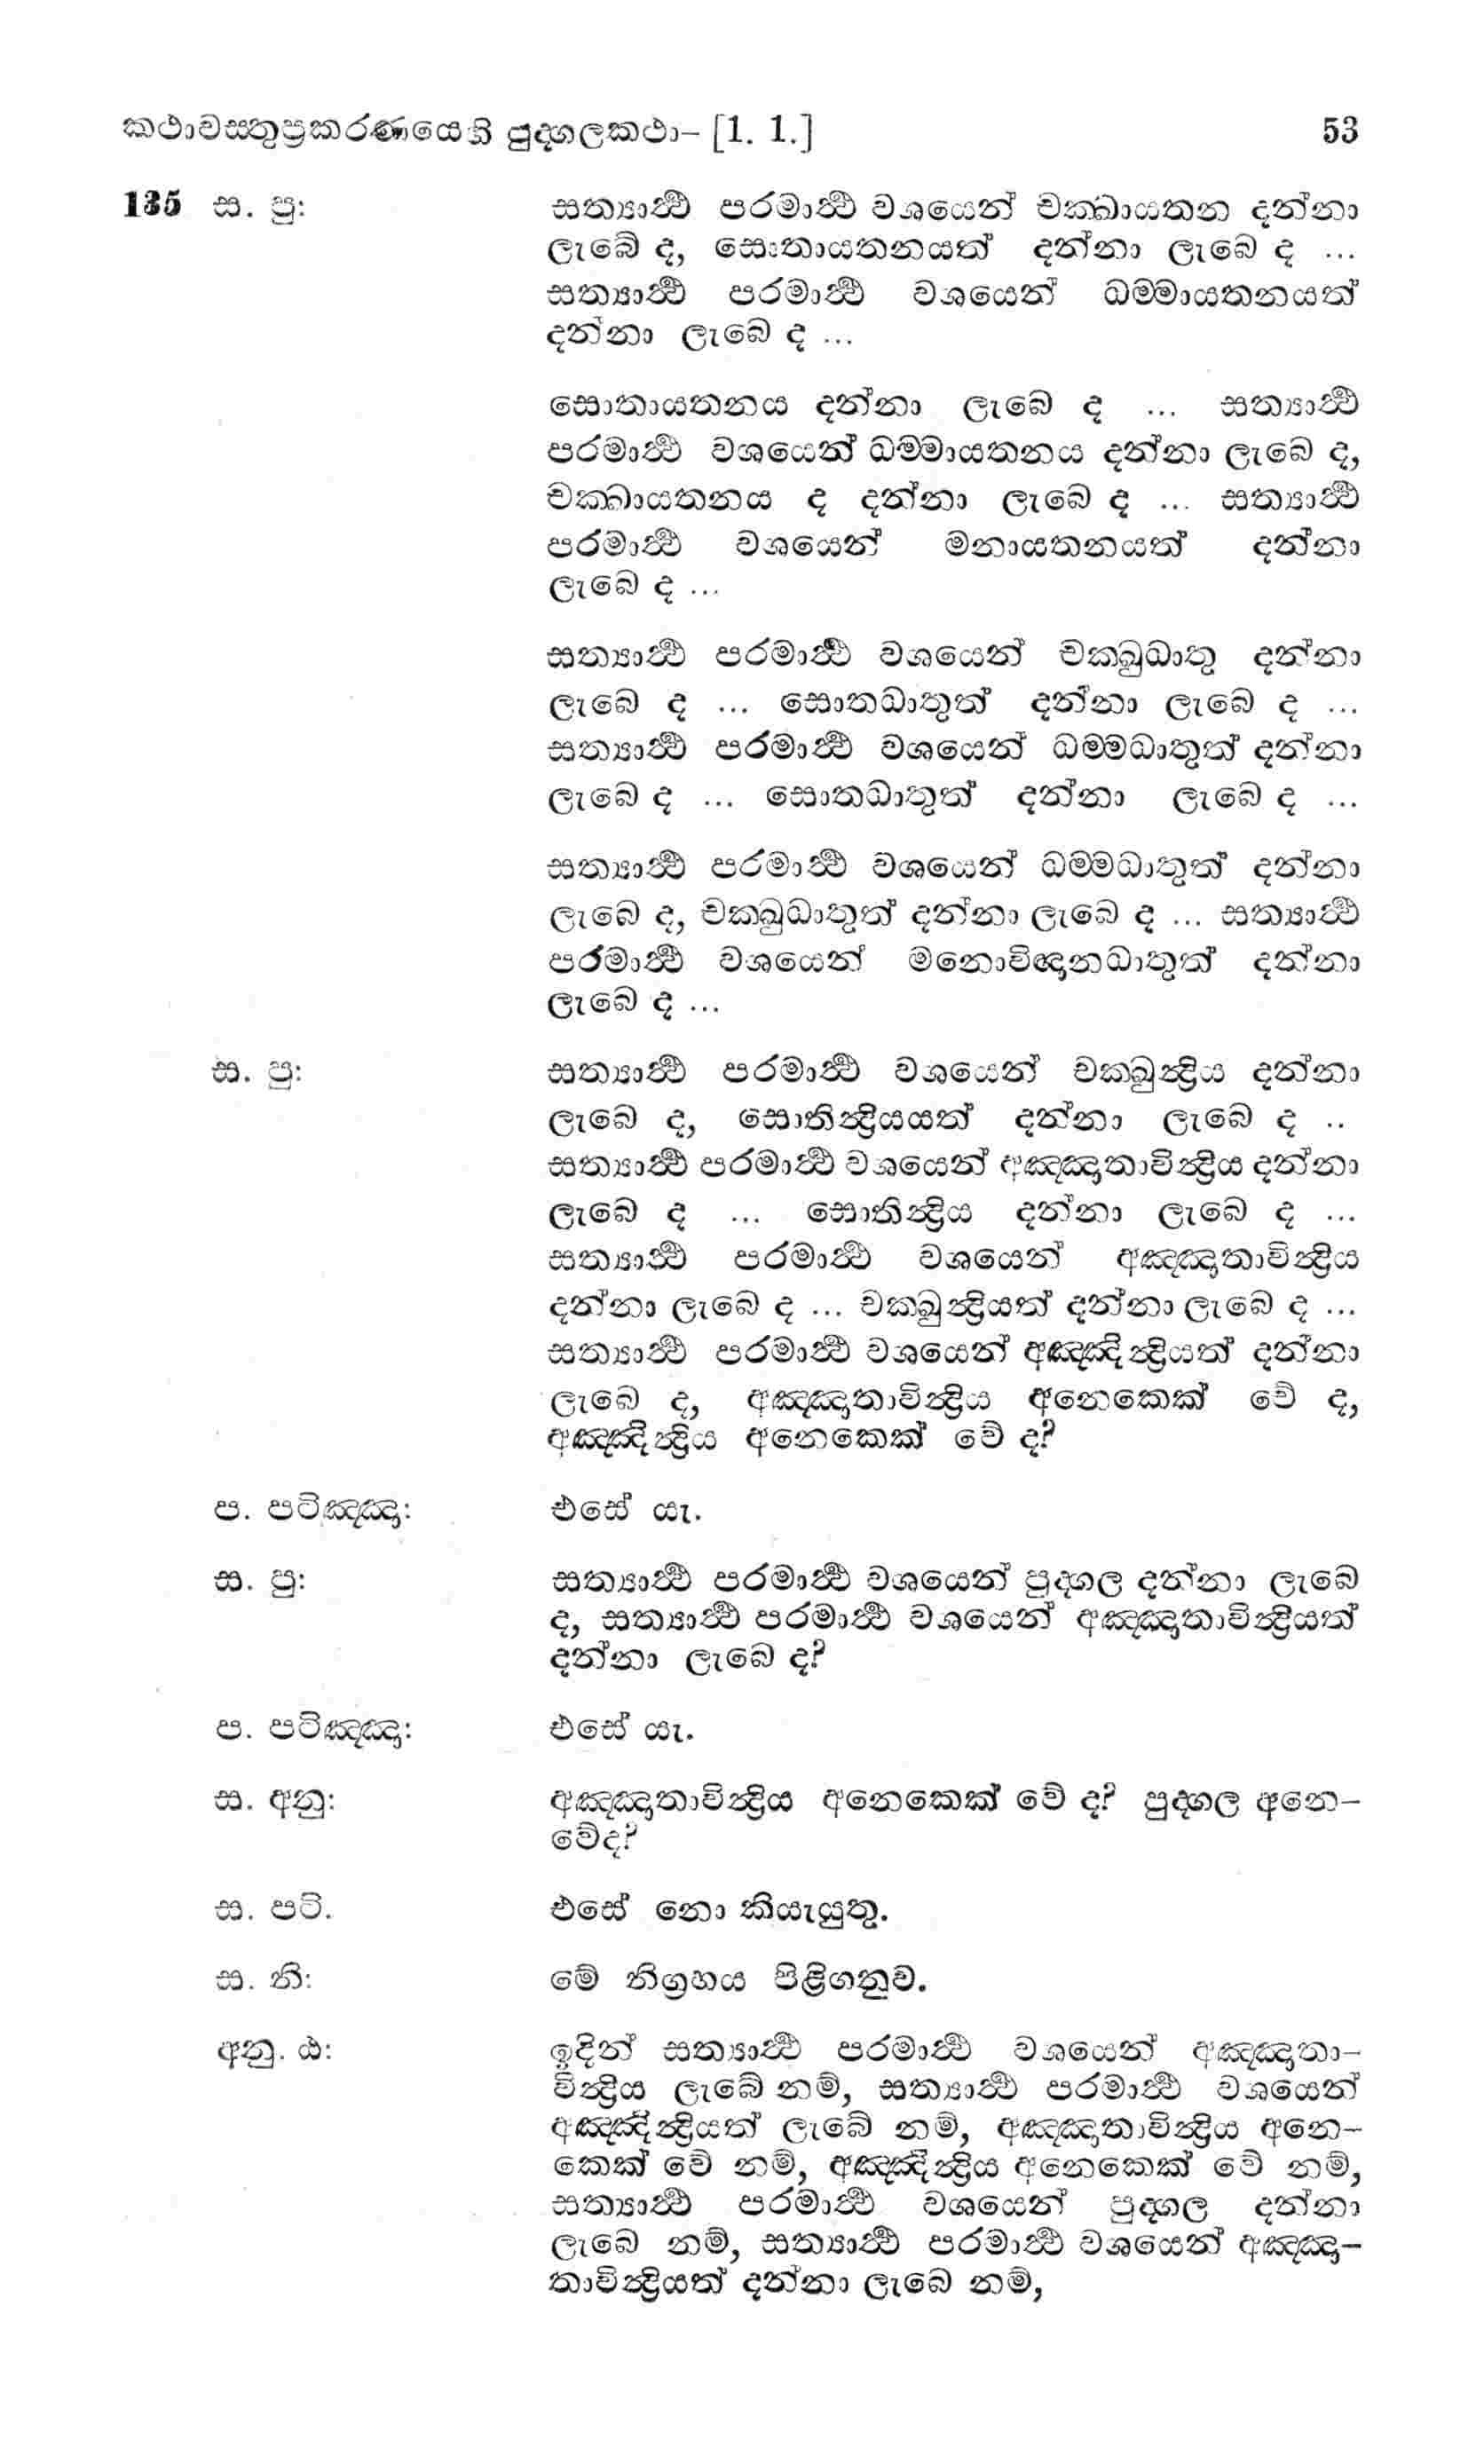 කථාවස්තුප්‍රකරණයෙහි පුද්ගලකථා– [1. 1.] 53
135 ස. පු: සත්‍යාර්ථ පරමාර්ථ වශයෙන් චක්ඛායතන දන්නා
ලැබේ ද, සෙඃතායතනයත් දන්නා ලැබෙ ද ...
සත්‍යාර්ථ පරමාර්ථ වශයෙන් ධම්මායතනයත්
දන්නා ලැබෙ ද ...
සොතායතනය දන්නා ලැබෙ ද ... සත්‍යාර්ථ
පරමාර්ථ වශයෙන් ධම්මායතනය දන්නා ලැබෙ ද,
චක්ඛායතනය ද දන්නා ලැබෙ ද ... සත්‍යාර්ථ
පරමාර්ථ වශයෙන් මනායතනයත් දන්නා
ලැබෙ ද ...
සත්‍යාර්ථ පරමාර්ථ වශයෙන් චක්ඛුධාතු දන්නා
ලැබෙ ද ... සොතධාතුත් දන්නා ලැබෙ ද ...
සත්‍යාර්ථ පරමාර්ථ වශයෙන් ධම්මධාතුත් දන්නා
ලැබෙ ද ... සොතධාතුත් දන්නා ලැබෙ ද ...
සත්‍යාර්ථ පරමාර්ථ වශයෙන් ධම්මධාතුත් දන්නා
ලැබෙ ද, චක්ඛුධාතුත් දන්නා ලැබෙ ද ... සත්‍යාර්ථ
පරමාර්ථ වශයෙන් මනොවිඥානධාතුත් දන්නා
ලැබෙ ද ...
ස. පු: සත්‍යාර්ථ පරමාර්ථ වශයෙන් චක්ඛුන්‍ද්‍රිය දන්නා
ලැබෙ ද, සොතින්‍ද්‍රියයත් දන්නා ලැබෙ ද ..
සත්‍යාර්ථ පරමාර්ථ වශයෙන් අඤ්ඤාතාවින්‍ද්‍රිය දන්නා
ලැබෙ ද ... සොතින්‍ද්‍රිය දන්නා ලැබෙ ද ...
සත්‍යාර්ථ පරමාර්ථ වශයෙන් අඤ්ඤාතාවින්‍ද්‍රිය
දන්නා ලැබෙ ද ... චක්ඛුන්‍ද්‍රියත් දන්නා ලැබෙ ද ...
සත්‍යාර්ථ පරමාර්ථ වශයෙන් අඤ්ඤින්‍ද්‍රියත් දන්නා
ලැබෙ ද, අඤ්ඤාතාවින්‍ද්‍රිය අනෙකෙක් වේ ද,
අඤ්ඤින්‍ද්‍රිය අනෙකෙක් වේ ද?
ප. පටිඤ්ඤා: එසේ යැ.
ස. පු: සත්‍යාර්ථ පරමාර්ථ වශයෙන් පුද්ගල දන්නා ලැබෙ
ද, සත්‍යාර්ථ පරමාර්ථ වශයෙන් අඤ්ඤාතාවින්‍ද්‍රියත්
දන්නා ලැබෙ ද?
ප. පටිඤ්ඤා: එසේ යැ.
ස. අනු: අඤ්ඤාතාවින්‍ද්‍රිය අනෙකෙක් වේ ද? පුද්ගල අනෙ–
වේද?
ස. පටි. එසේ නො කියැයුතු.
ස. නි: මේ නිග්‍රහය පිළිගනුව.
අනු. ඨ: ඉදින් සත්‍යාර්ථ පරමාර්ථ වශයෙන් අඤ්ඤාතා–
වින්‍ද්‍රිය ලැබේ නම්, සත්‍යාර්ථ පරමාර්ථ වශයෙන්
අඤ්ඤින්‍ද්‍රියත් ලැබේ නම්, අඤ්ඤාතාවින්‍ද්‍රිය අනෙ–
කෙක් වේ නම්, අඤ්ඤින්‍ද්‍රිය අනෙකෙක් වේ නම්,
සත්‍යාර්ථ පරමාර්ථ වශයෙන් පුද්ගල දන්නා
ලැබෙ නම්, සත්‍යාර්ථ පරමාර්ථ වශයෙන් අඤ්ඤා–
තාවින්‍ද්‍රියත් දන්නා ලැබෙ නම්,